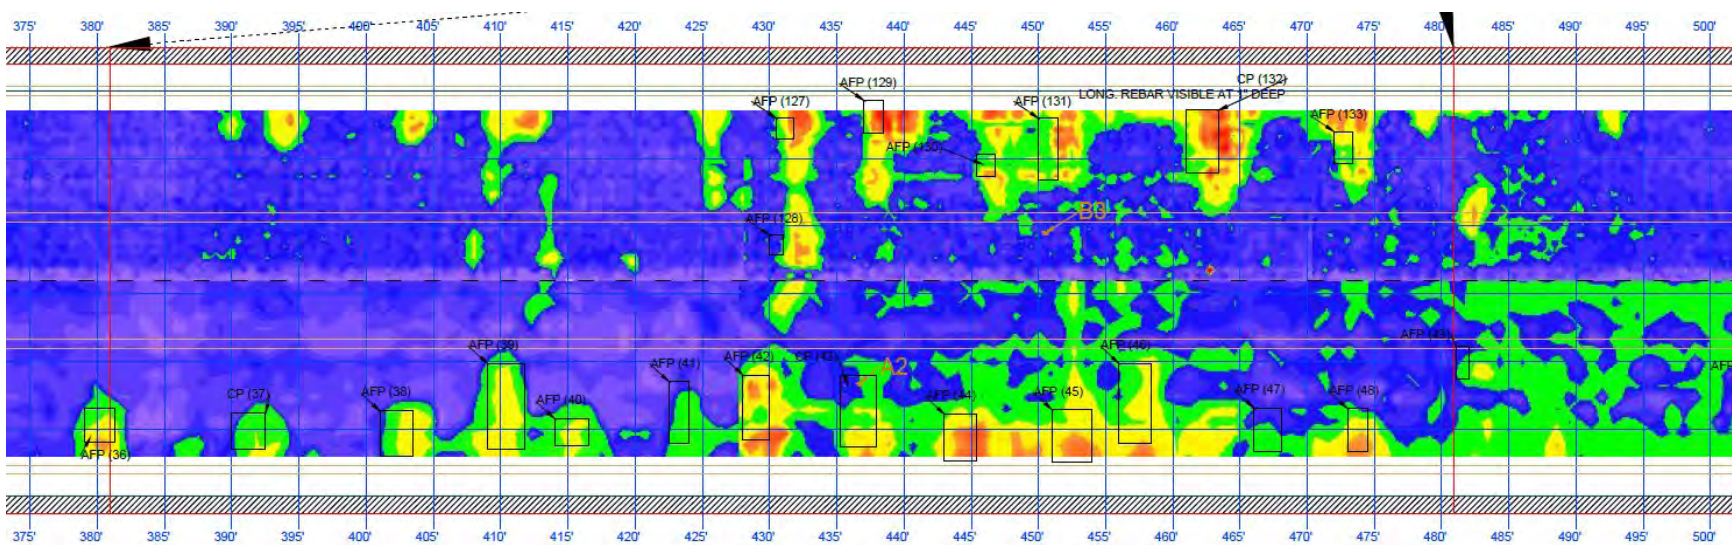 375' 380' 385' 390' 395' 400' 405' 410' 415' 420' 425' 430' 435' 440' 445' 450' 455' 460' 465' 470' 475' 480' 485' 490' 495' 500'
AFP (129)
CP (132)
LONG. REBAR VISIBLE AT 1" DEEP
AFP (127)
AFP (131)
AFP (133)
AFP (130)
B3
AFP (128)
AFP (39)
AFP (46)
AFP (49)
AFP (41)
AFP (42)
CP (43)
A2
AFP
CP (37)
AFP (38)
AFP (40)
AFP (44)
AFP (45)
AFP (47)
AFP (48)
AFP (36)
375' 380' 385' 390' 395' 400' 405' 410' 415' 420' 425' 430' 435' 440' 445' 450' 455' 460' 465' 470' 475' 480' 485' 490' 495' 500'